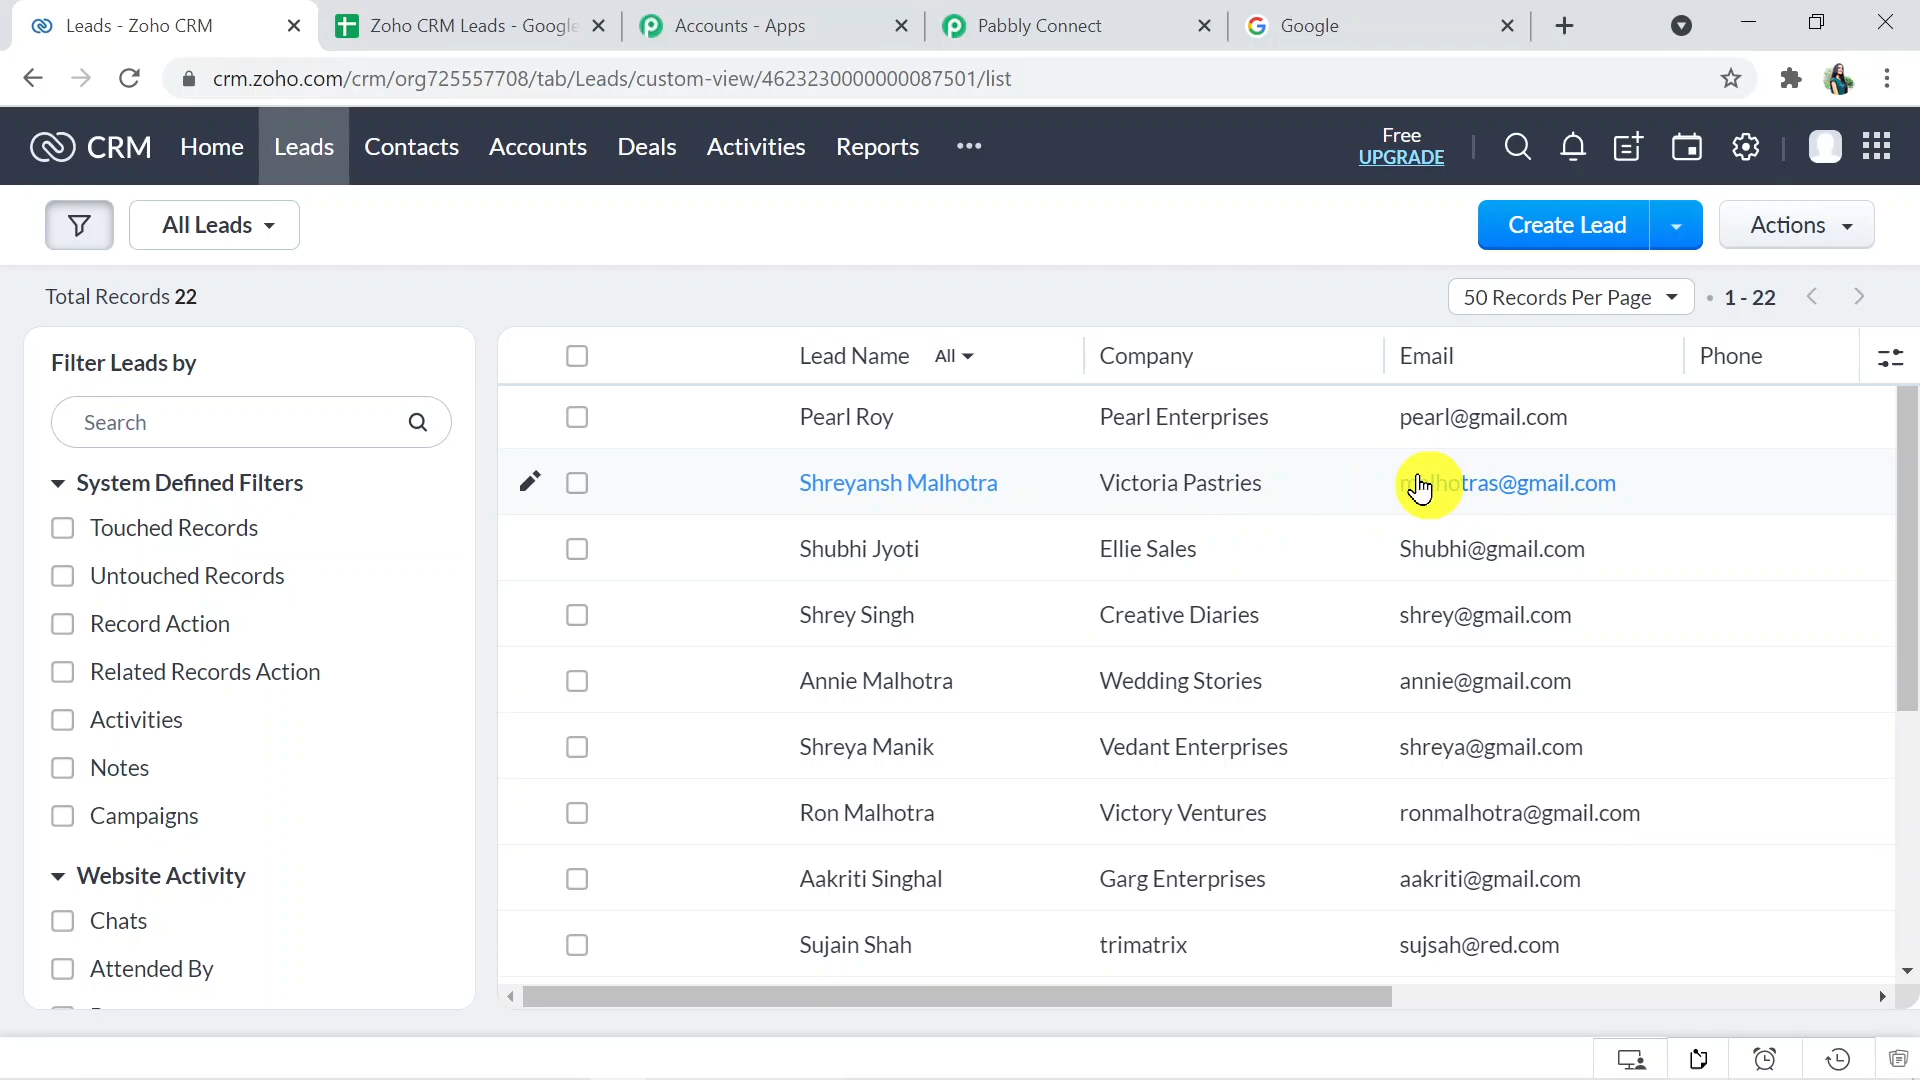 Leads - Zoho CRM
Zoho CRM Leads - Google
Accounts - Apps
Pabbly Connect
Google
crm.zoho.com/crm/org725557708/tab/Leads/custom-view/4623230000000087501/list
CRM Home Leads Contacts Accounts Deals Activities Reports
Free
UPGRADE
All Leads
Create Lead
Actions
Total Records 22
50 Records Per Page
1 - 22
Filter Leads by
Search
System Defined Filters
Touched Records
Untouched Records
Record Action
Related Records Action
Activities
Notes
Campaigns
Website Activity
Chats
Attended By
Lead Name All Company Email Phone
Pearl Roy Pearl Enterprises pearl@gmail.com
Shreyansh Malhotra Victoria Pastries malhotras@gmail.com
Shubhi Jyoti Ellie Sales Shubhi@gmail.com
Shrey Singh Creative Diaries shrey@gmail.com
Annie Malhotra Wedding Stories annie@gmail.com
Shreya Manik Vedant Enterprises shreya@gmail.com
Ron Malhotra Victory Ventures ronmalhotra@gmail.com
Aakriti Singhal Garg Enterprises aakriti@gmail.com
Sujain Shah trimatrix sujsah@red.com